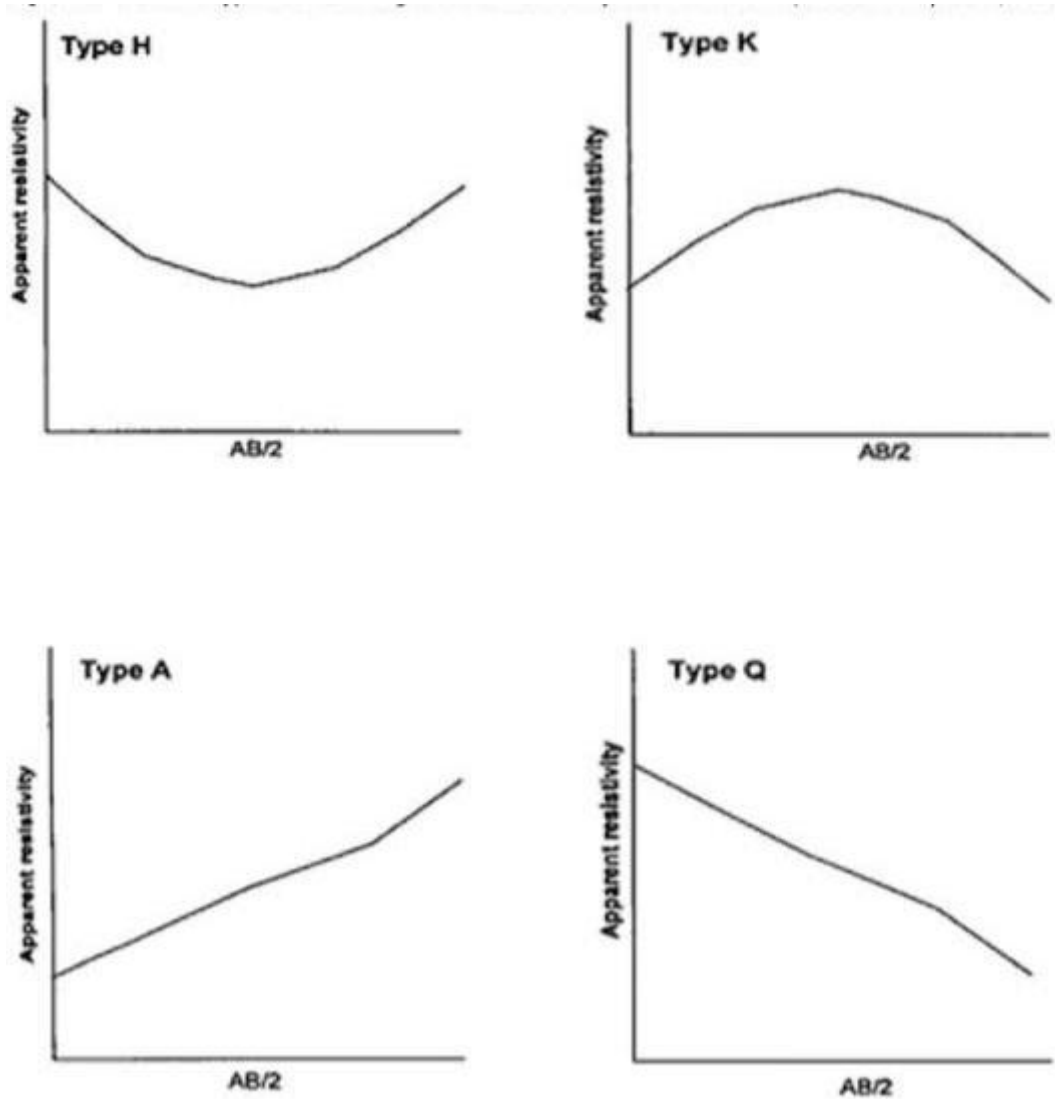 Type H
Apparent resistivity
AB/2
Type K
Apparent resistivity
AB/2
Type A
Apparent resistivity
AB/2
Type Q
Apparent resistivity
AB/2